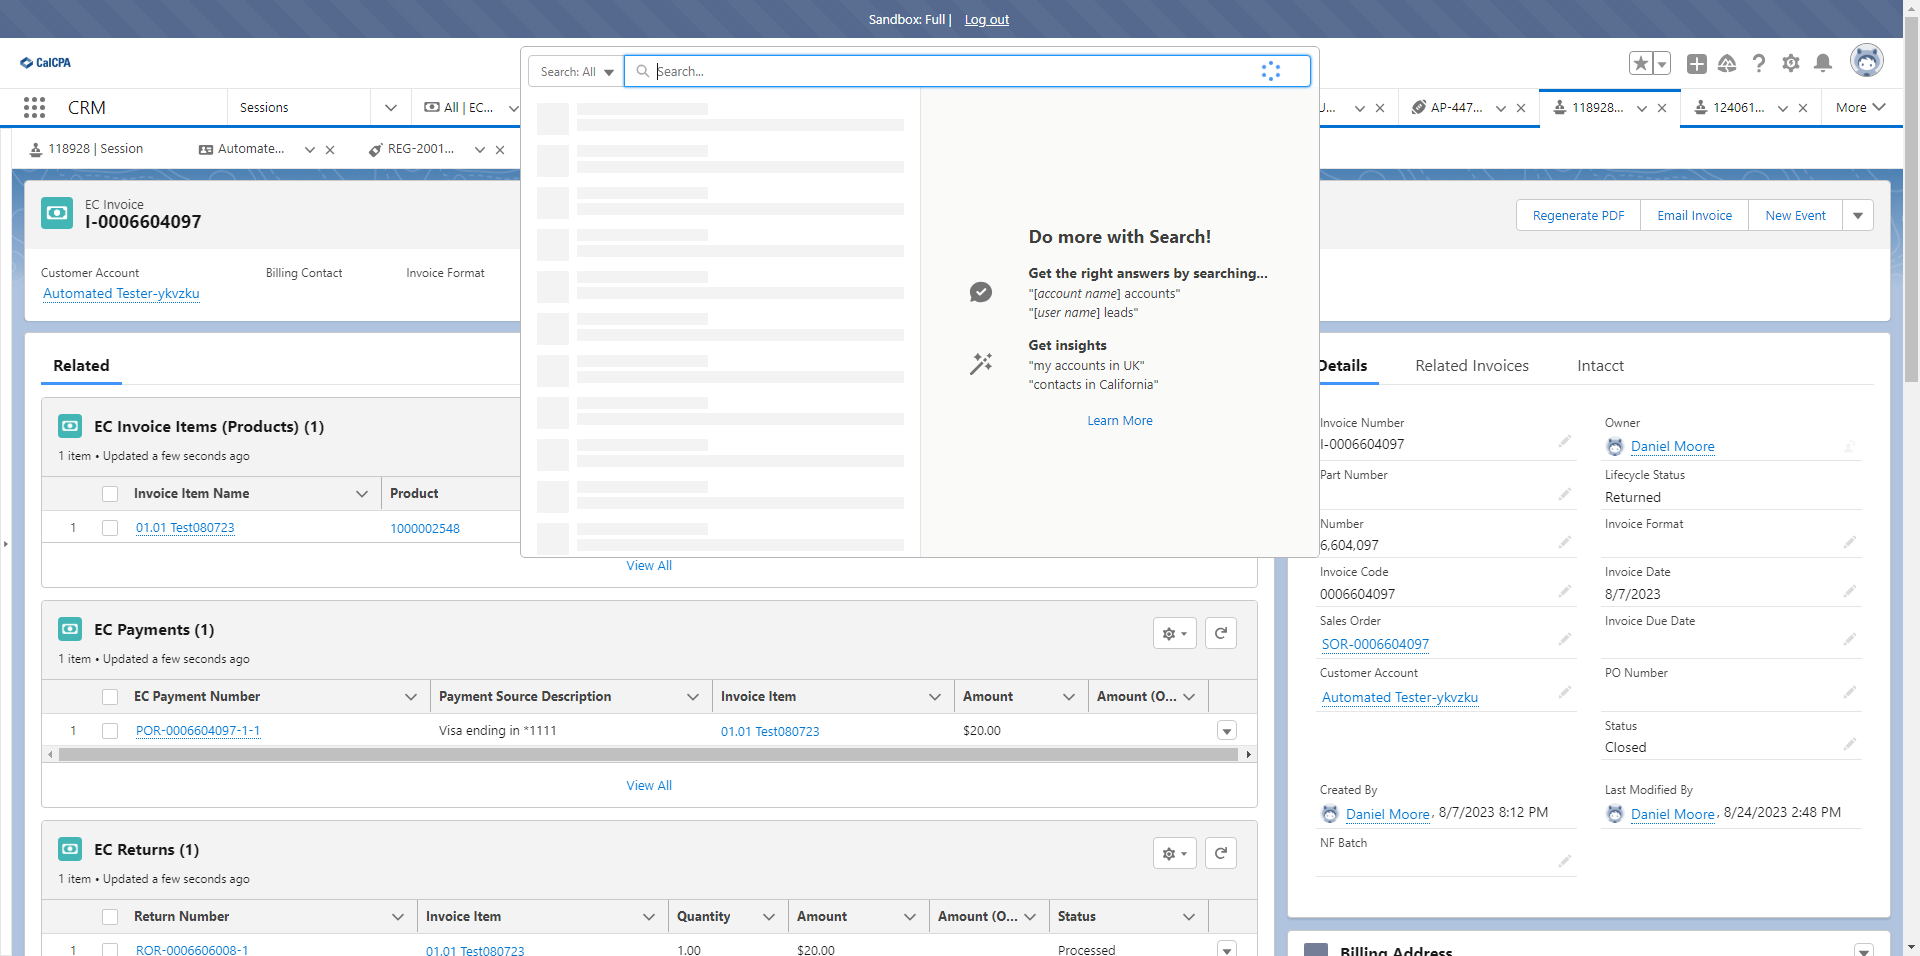 Sandbox: Full | Log out
CalCPA
Search: All
Search...
CRM
Sessions
All | EC...
U...
AP-447...
118928...
124061...
More
118928 | Session
Automate...
REG-2001...
EC Invoice
I-0006604097
Regenerate PDF
Email Invoice
New Event
Customer Account
Billing Contact
Invoice Format
Automated Tester-ykvzku
Do more with Search!
Get the right answers by searching...
"[account name] accounts"
"[user name] leads"
Get insights
"my accounts in UK"
"contacts in California"
Learn More
Related
EC Invoice Items (Products) (1)
1 item • Updated a few seconds ago
Invoice Item Name
Product
1
01.01 Test080723
1000002548
View All
EC Payments (1)
1 item • Updated a few seconds ago
EC Payment Number
Payment Source Description
Invoice Item
Amount
Amount (O...
1
POR-0006604097-1-1
Visa ending in *1111
01.01 Test080723
$20.00
View All
EC Returns (1)
1 item • Updated a few seconds ago
Return Number
Invoice Item
Quantity
Amount
Amount (O...
Status
1
ROR-0006606008-1
01.01 Test080723
1.00
$20.00
Processed
Details
Related Invoices
Intacct
Invoice Number
I-0006604097
Owner
Daniel Moore
Part Number
Lifecycle Status
Returned
Number
6,604,097
Invoice Format
Invoice Code
0006604097
Invoice Date
8/7/2023
Sales Order
SOR-0006604097
Invoice Due Date
Customer Account
Automated Tester-ykvzku
PO Number
Status
Closed
Created By
Daniel Moore, 8/7/2023 8:12 PM
Last Modified By
Daniel Moore, 8/24/2023 2:48 PM
NF Batch
Billing Address